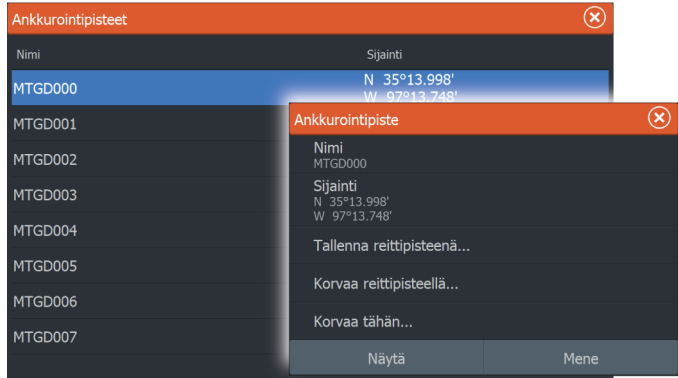 Ankkurointipisteet
Nimi Sijainti
MTGD000 N 35°13.998'
W 97°13.748'
MTGD001
MTGD002
MTGD003
MTGD004
MTGD005
MTGD006
MTGD007
Ankkurointipiste
Nimi
MTGD000
Sijainti
N 35°13.998'
W 97°13.748'
Tallenna reittipisteenä...
Korvaa reittipisteellä...
Korvaa tähän...
Näytä Mene